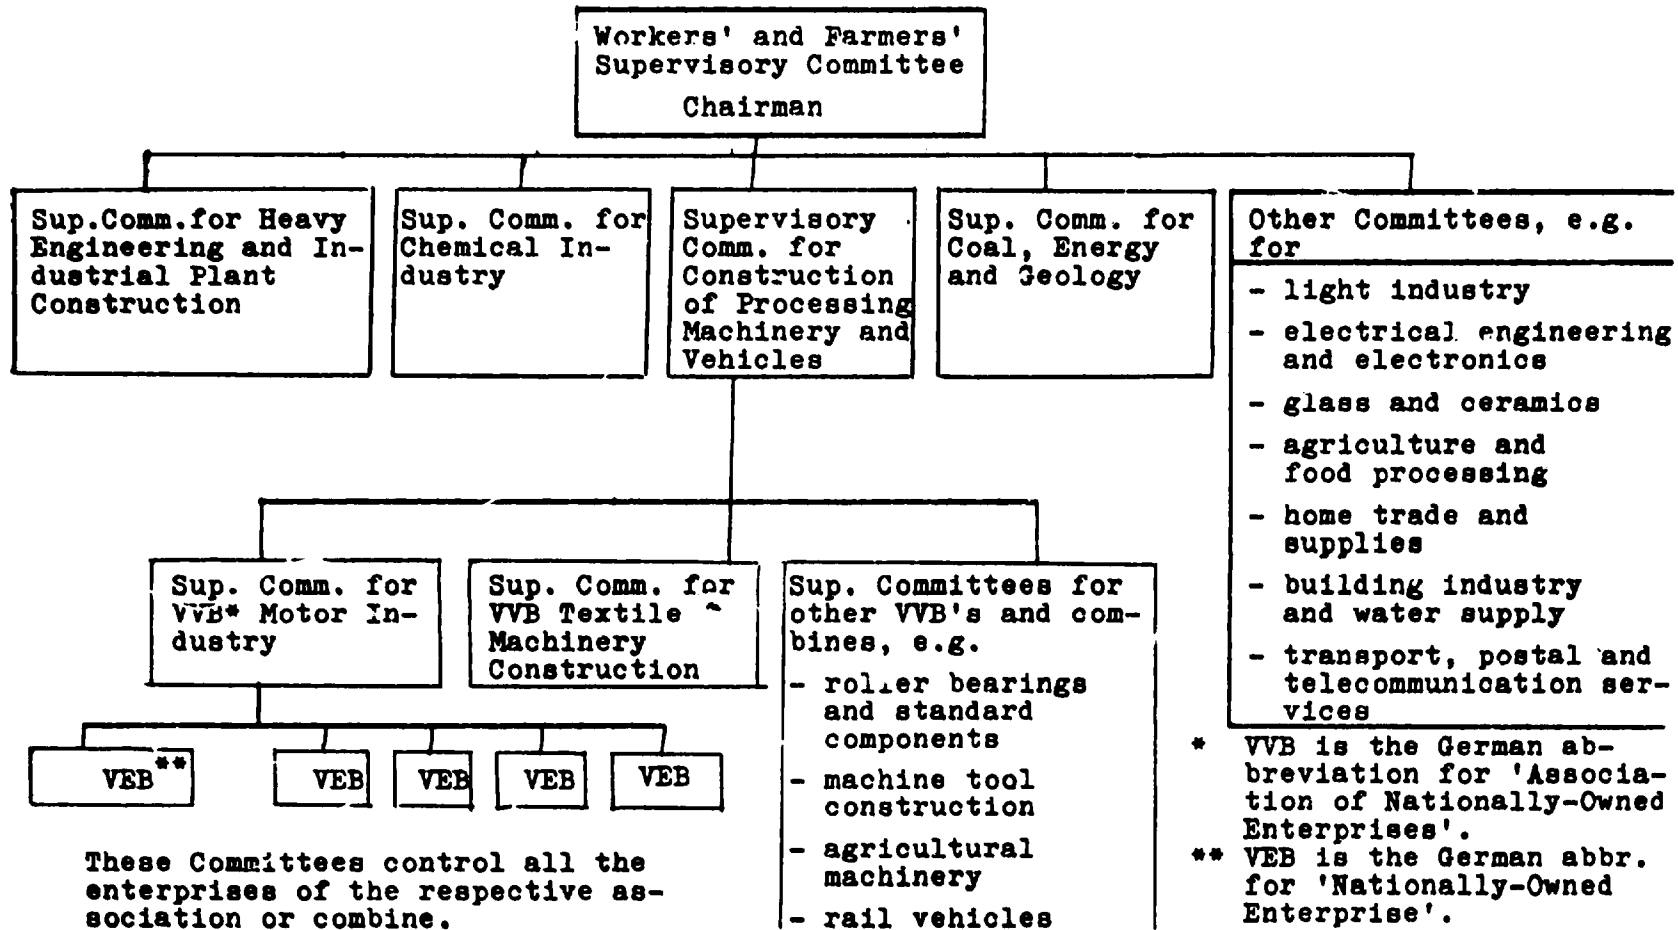 Workers' and Farmers'
Supervisory Committee
Chairman
Sup.Comm.for Heavy
Engineering and In-
dustrial Plant
Construction
Sup. Comm. for
Chemical In-
dustry
Supervisory
Comm. for
Construction
of Processing
Machinery and
Vehicles
Sup. Comm. for
Coal, Energy
and Geology
Other Committees, e.g.
for
- light industry
- electrical engineering
and electronics
- glass and ceramics
- agriculture and
food processing
- home trade and
supplies
- building industry
and water supply
- transport, postal and
telecommunication ser-
vices
Sup. Comm. for
VVB* Motor In-
dustry
Sup. Comm. for
VVB Textile
Machinery
Construction
Sup. Committees for
other VVB's and com-
bines, e.g.
- roller bearings
and standard
components
- machine tool
construction
- agricultural
machinery
- rail vehicles
VEB**
VEB
VEB
VEB
VEB
These Committees control all the
enterprises of the respective as-
sociation or combine.
* VVB is the German ab-
breviation for 'Associa-
tion of Nationally-Owned
Enterprises'.
** VEB is the German abbr.
for 'Nationally-Owned
Enterprise'.